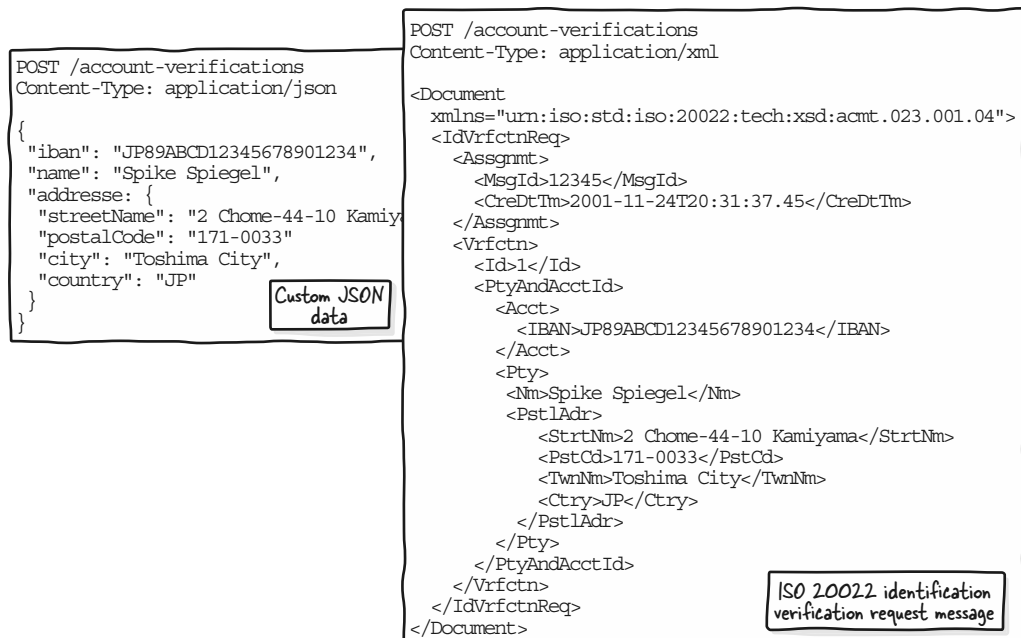 POST /account-verifications
Content-Type: application/json
{
"iban": "JP89ABCD12345678901234",
"name": "Spike Spiegel",
"addresse: {
"streetName": "2 Chome-44-10 Kamiya
"postalCode": "171-0033"
"city": "Toshima City",
"country": "JP"
}
}
Custom JSON
data
POST /account-verifications
Content-Type: application/xml
<Document
xmlns="urn:iso:std:iso:20022:tech:xsd:acmt.023.001.04">
<IdVrfctnReq>
<Assgnmt>
<MsgId>12345</MsgId>
<CreDtTm>2001-11-24T20:31:37.45</CreDtTm>
</Assgnmt>
<Vrfctn>
<Id>1</Id>
<PtyAndAcctId>
<Acct>
<IBAN>JP89ABCD12345678901234</IBAN>
</Acct>
<Pty>
<Nm>Spike Spiegel</Nm>
<PstlAdr>
<StrtNm>2 Chome-44-10 Kamiyama</StrtNm>
<PstCd>171-0033</PstCd>
<TwnNm>Toshima City</TwnNm>
<Ctry>JP</Ctry>
</PstlAdr>
</Pty>
</PtyAndAcctId>
</Vrfctn>
</IdVrfctnReq>
</Document>
ISO 20022 identification
verification request message